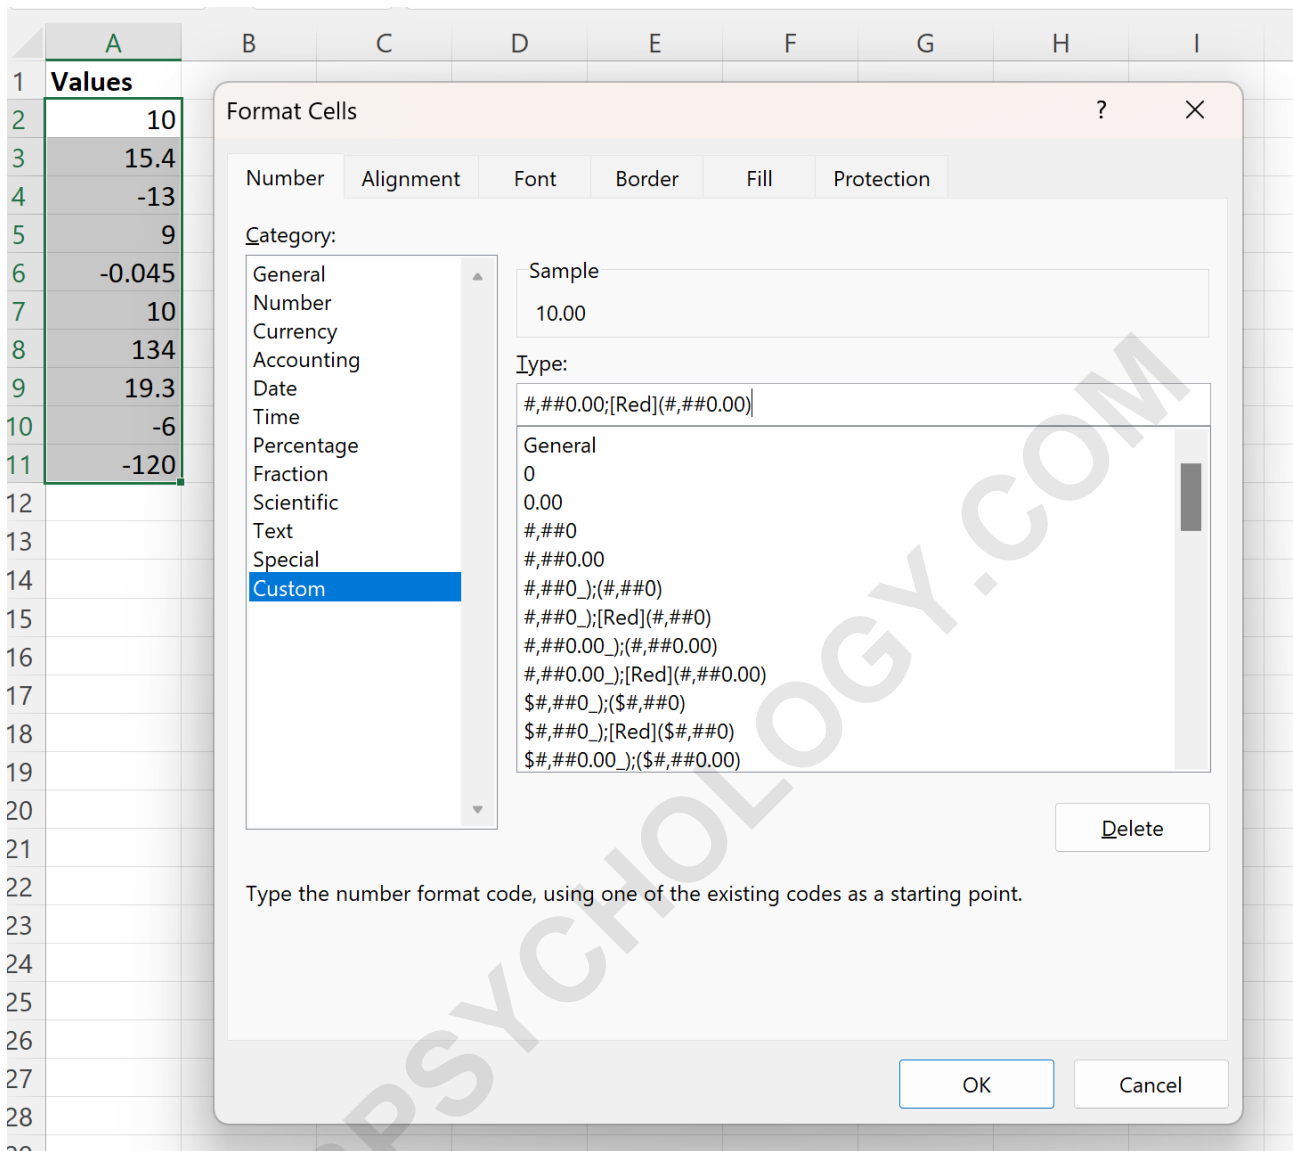 A B C D E F G H I
1 Values
2 10
3 15.4
4 -13
5 9
6 -0.045
7 10
8 134
9 19.3
10 -6
11 -120
12
13
14
15
16
17
18
19
20
21
22
23
24
25
26
27
28
Format Cells ?
Number Alignment Font Border Fill Protection
Category:
General
Number
Currency
Accounting
Date
Time
Percentage
Fraction
Scientific
Text
Special
Custom
Sample
10.00
Type:
#,##0.00;[Red](#,##0.00)
General
0
0.00
#,##0
#,##0.00
#,##0_);(#,##0)
#,##0_);[Red](#,##0)
#,##0.00_);(#,##0.00)
#,##0.00_);[Red](#,##0.00)
$#,##0_);($#,##0)
$#,##0_);[Red]($#,##0)
$#,##0.00_);($#,##0.00)
Delete
Type the number format code, using one of the existing codes as a starting point.
OK Cancel
PSYCHOLOGY.COM